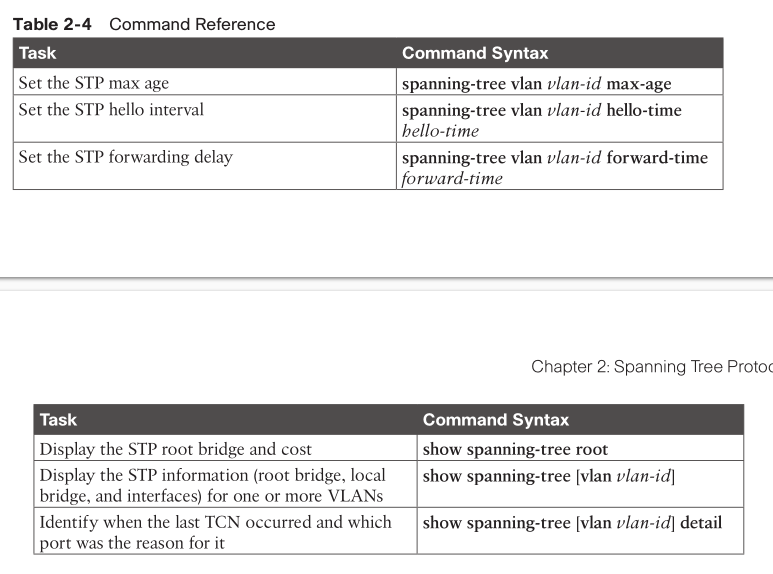 Table 2-4 Command Reference
Task Command Syntax
Set the STP max age spanning-tree vlan vlan-id max-age
Set the STP hello interval spanning-tree vlan vlan-id hello-time
hello-time
Set the STP forwarding delay spanning-tree vlan vlan-id forward-time
forward-time
Chapter 2: Spanning Tree Protoc
Task Command Syntax
Display the STP root bridge and cost show spanning-tree root
Display the STP information (root bridge, local show spanning-tree [vlan vlan-id]
bridge, and interfaces) for one or more VLANs
Identify when the last TCN occurred and which show spanning-tree [vlan vlan-id] detail
port was the reason for it